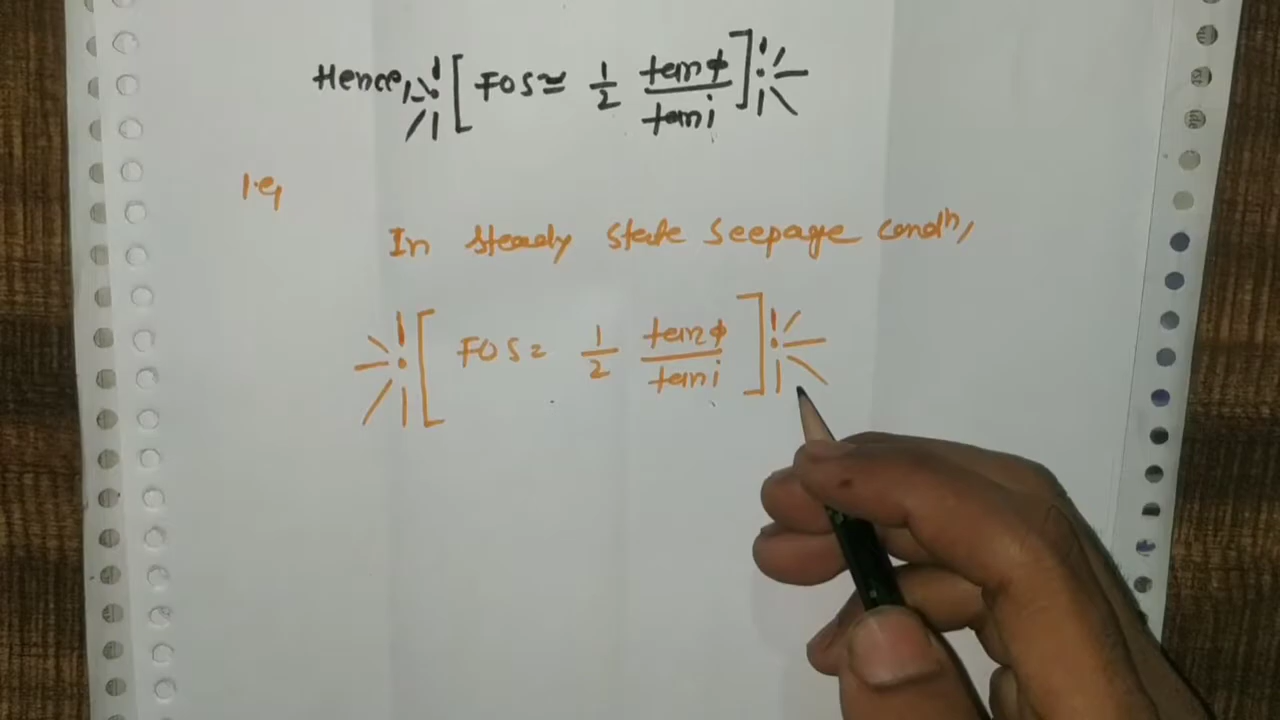 Hence, [ FOS ≃ 1/2 tanϕ/tani ]
i.e,
In steady state seepage condⁿ,
[ FOS = 1/2 tanϕ/tani ]